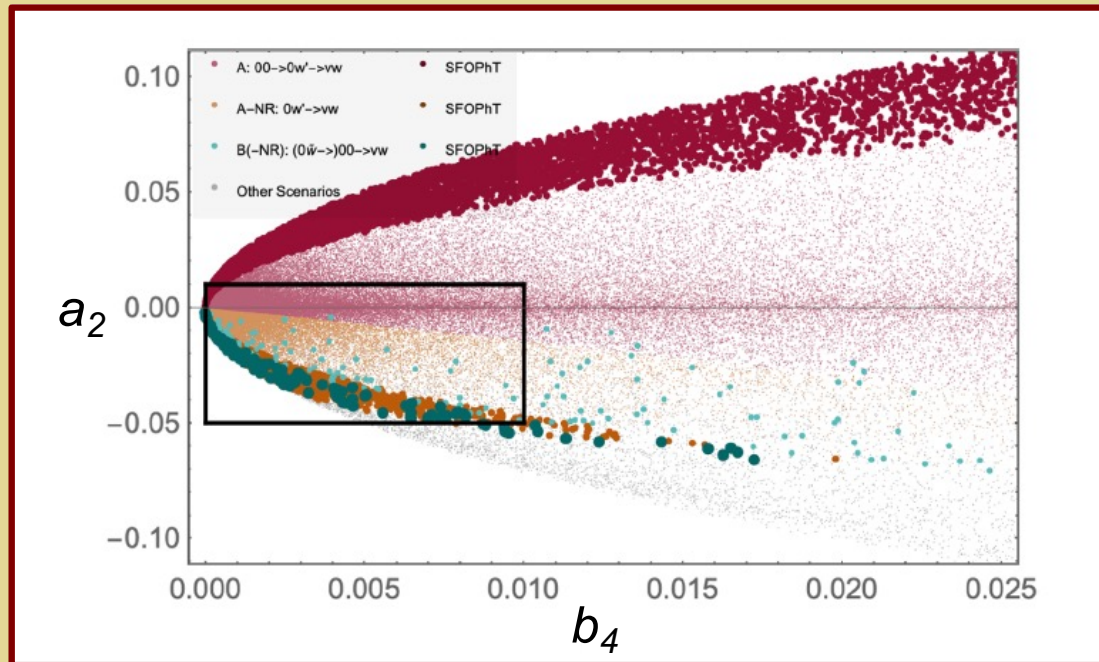 A: 00->0w'->vw SFOPhT
A-NR: 0w'->vw SFOPhT
B(-NR): (0w̃->)00->vw SFOPhT
Other Scenarios
0.10
0.05
0.00
-0.05
-0.10
a2
0.000 0.005 0.010 0.015 0.020 0.025
b4